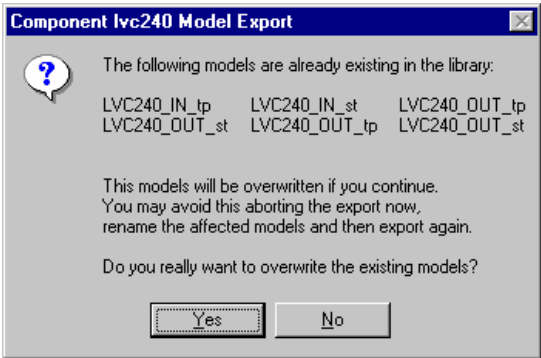 Component lvc240 Model Export
?
The following models are already existing in the library:
LVC240_IN_tp LVC240_IN_st LVC240_OUT_tp
LVC240_OUT_st LVC240_OUT_tp LVC240_OUT_st
This models will be overwritten if you continue.
You may avoid this aborting the export now,
rename the affected models and then export again.
Do you really want to overwrite the existing models?
Yes No